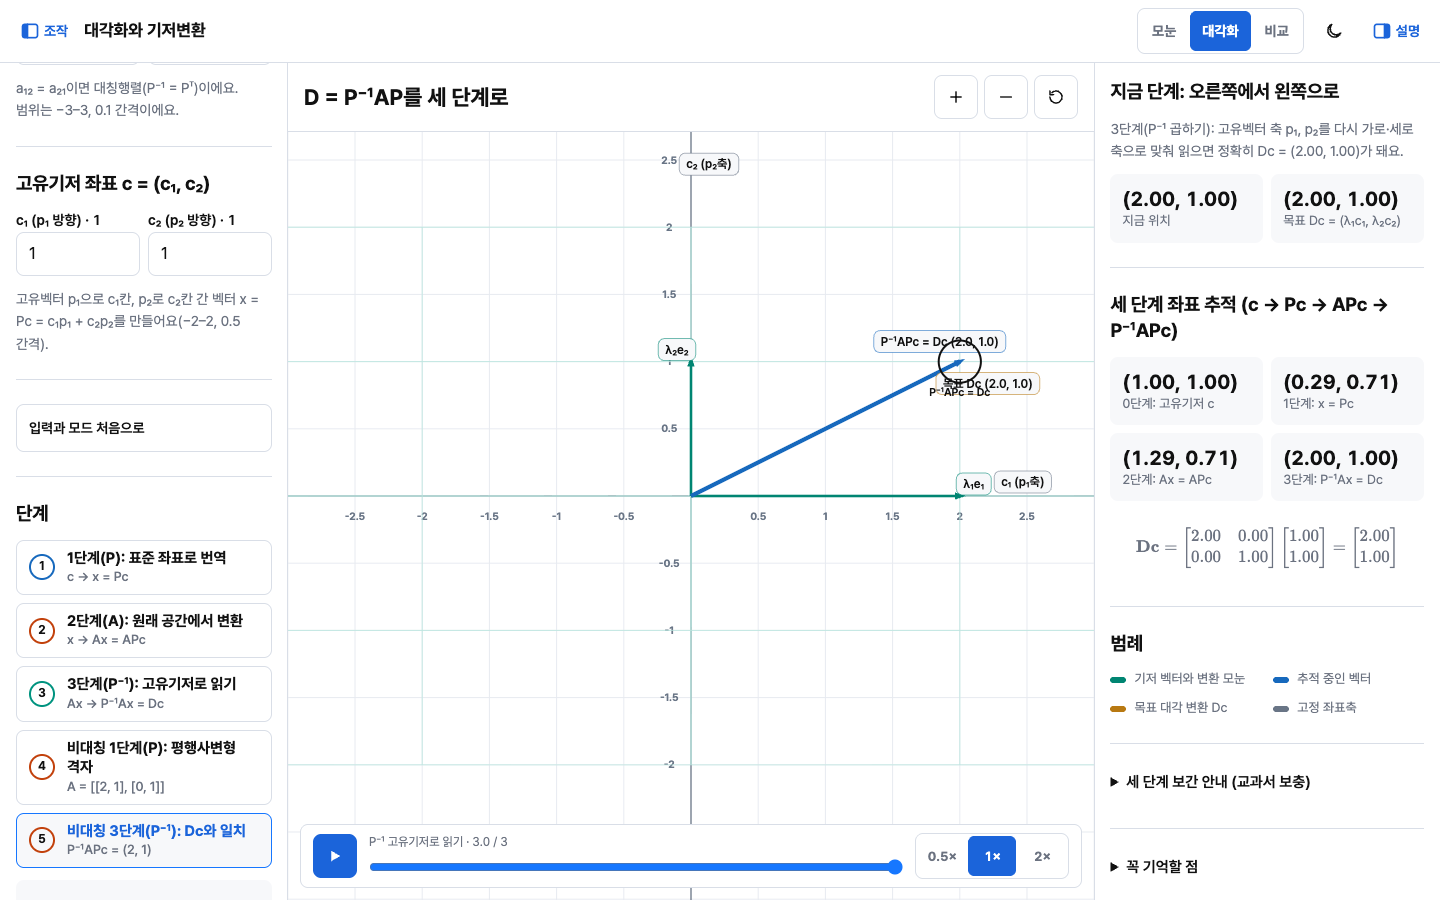 조작
대각화와 기저변환
모눈
대각화
비교
설명
a₁₂ = a₂₁이면 대칭행렬(P⁻¹ = Pᵀ)이에요.
범위는 −3–3, 0.1 간격이에요.
고유기저 좌표 c = (c₁, c₂)
c₁ (p₁ 방향) · 1
c₂ (p₂ 방향) · 1
1
1
고유벡터 p₁으로 c₁칸, p₂로 c₂칸 간 벡터 x =
Pc = c₁p₁ + c₂p₂를 만들어요(−2–2, 0.5
간격).
입력과 모드 처음으로
단계
1
1단계(P): 표준 좌표로 번역
c → x = Pc
2
2단계(A): 원래 공간에서 변환
x → Ax = APc
3
3단계(P⁻¹): 고유기저로 읽기
Ax → P⁻¹Ax = Dc
4
비대칭 1단계(P): 평행사변형
격자
A = [[2, 1], [0, 1]]
5
비대칭 3단계(P⁻¹): Dc와 일치
P⁻¹APc = (2, 1)
D = P⁻¹AP를 세 단계로
+
−
2.5
c₂ (p₂축)
2
1.5
λ₂e₂
P⁻¹APc = Dc (2.0, 1.0)
목표 Dc (2.0, 1.0)
P⁻¹APc = Dc
0.5
λ₁e₁
c₁ (p₁축)
-2.5 -2 -1.5 -1 -0.5 0.5 1 1.5 2 2.5
-0.5
-1
-1.5
-2
P⁻¹ 고유기저로 읽기 · 3.0 / 3
0.5×
1×
2×
지금 단계: 오른쪽에서 왼쪽으로
3단계(P⁻¹ 곱하기): 고유벡터 축 p₁, p₂를 다시 가로·세로
축으로 맞춰 읽으면 정확히 Dc = (2.00, 1.00)가 돼요.
(2.00, 1.00)
지금 위치
(2.00, 1.00)
목표 Dc = (λ₁c₁, λ₂c₂)
세 단계 좌표 추적 (c → Pc → APc →
P⁻¹APc)
(1.00, 1.00)
0단계: 고유기저 c
(0.29, 0.71)
1단계: x = Pc
(1.29, 0.71)
2단계: Ax = APc
(2.00, 1.00)
3단계: P⁻¹Ax = Dc
Dc = [2.00 0.00] [1.00] = [2.00]
[0.00 1.00] [1.00] [1.00]
범례
기저 벡터와 변환 모눈
추적 중인 벡터
목표 대각 변환 Dc
고정 좌표축
▶ 세 단계 보간 안내 (교과서 보충)
▶ 꼭 기억할 점